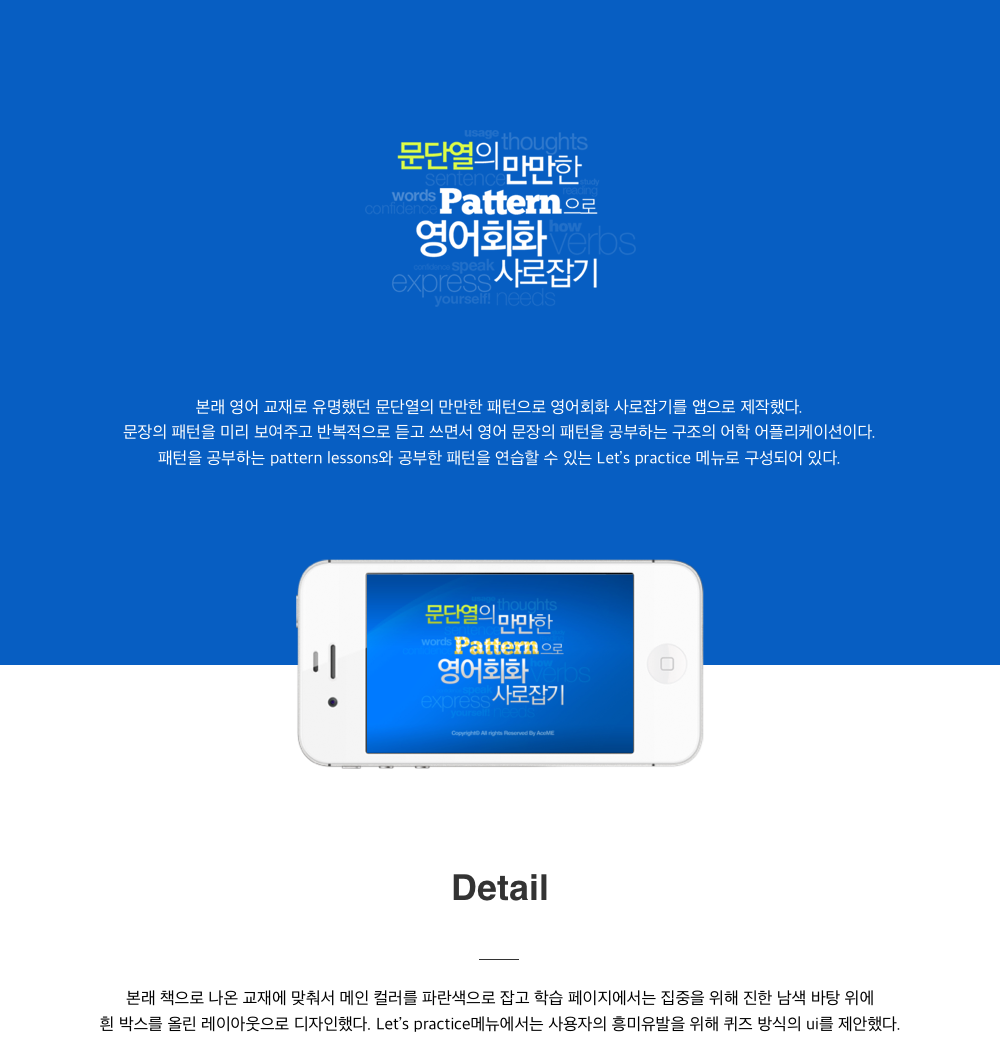 usage
thoughts
문단열의
만만한
sentence
study
reading
words
Pattern으로
confidence
how
영어회화
verbs
speak
사로잡기
express
yourself!
needs
본래 영어 교재로 유명했던 문단열의 만만한 패턴으로 영어회화 사로잡기를 앱으로 제작했다.
문장의 패턴을 미리 보여주고 반복적으로 듣고 쓰면서 영어 문장의 패턴을 공부하는 구조의 어학 어플리케이션이다.
패턴을 공부하는 pattern lessons와 공부한 패턴을 연습할 수 있는 Let's practice 메뉴로 구성되어 있다.
thoughts
문단열의
만만한
words
Pattern으로
how
영어회화
verbs
사로잡기
express
yourself!
needs
Copyright© All rights Reserved By AceME
Detail
본래 책으로 나온 교재에 맞춰서 메인 컬러를 파란색으로 잡고 학습 페이지에서는 집중을 위해 진한 남색 바탕 위에
흰 박스를 올린 레이아웃으로 디자인했다. Let's practice메뉴에서는 사용자의 흥미유발을 위해 퀴즈 방식의 ui를 제안했다.